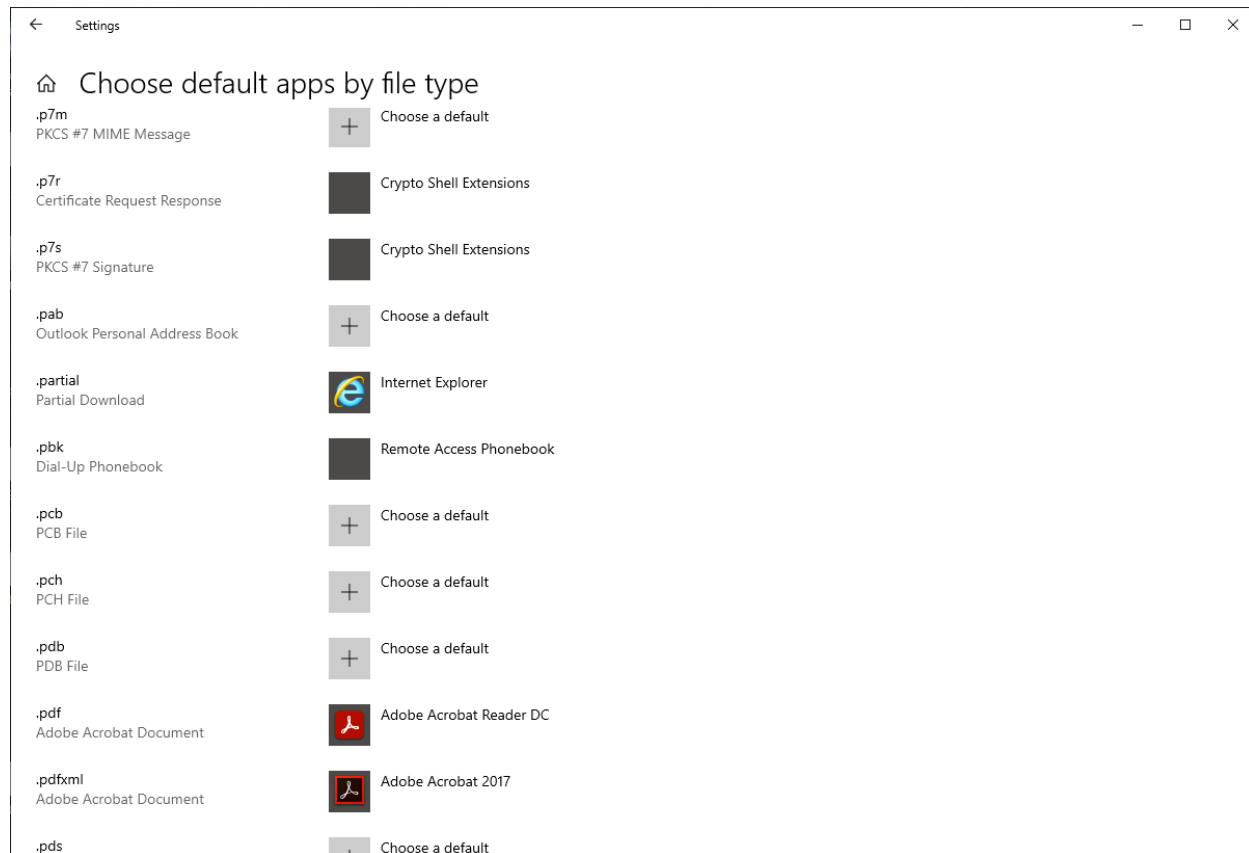 Settings
Choose default apps by file type
.p7m
PKCS #7 MIME Message
Choose a default
.p7r
Certificate Request Response
Crypto Shell Extensions
.p7s
PKCS #7 Signature
Crypto Shell Extensions
.pab
Outlook Personal Address Book
Choose a default
.partial
Partial Download
Internet Explorer
.pbk
Dial-Up Phonebook
Remote Access Phonebook
.pcb
PCB File
Choose a default
.pch
PCH File
Choose a default
.pdb
PDB File
Choose a default
.pdf
Adobe Acrobat Document
Adobe Acrobat Reader DC
.pdfxml
Adobe Acrobat Document
Adobe Acrobat 2017
.pds
Choose a default